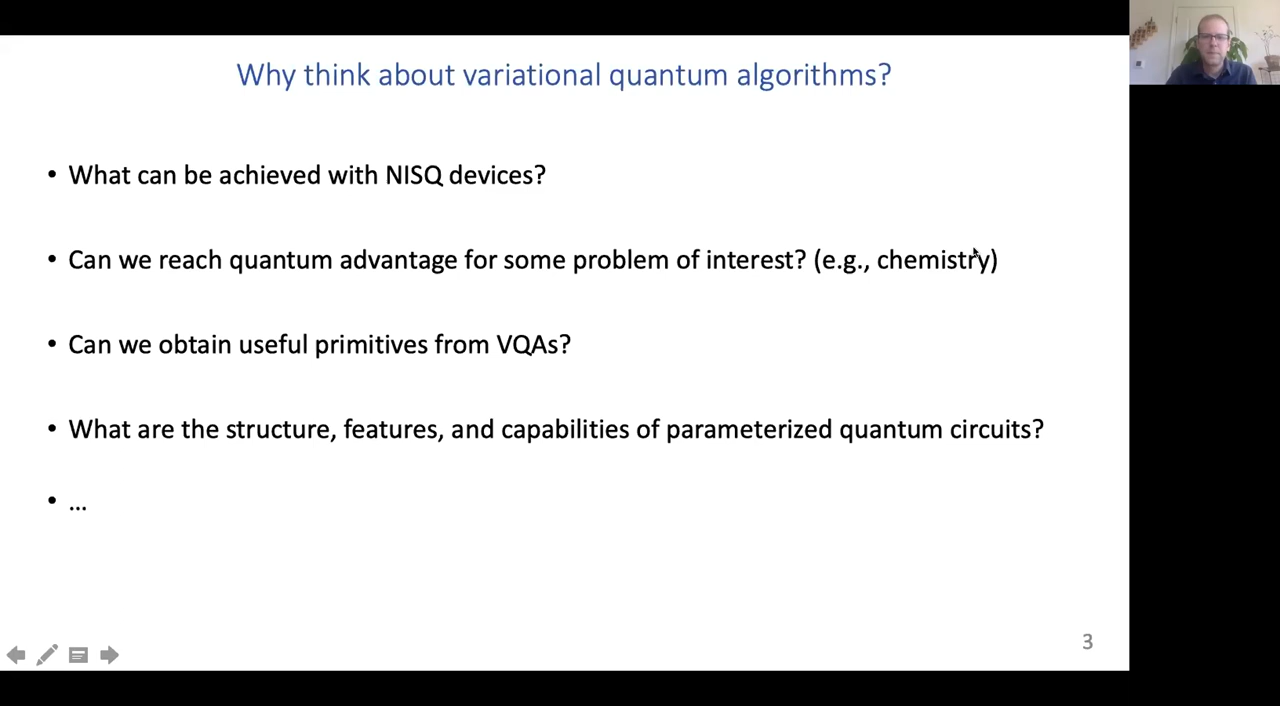 Why think about variational quantum algorithms?
• What can be achieved with NISQ devices?
• Can we reach quantum advantage for some problem of interest? (e.g., chemistry)
• Can we obtain useful primitives from VQAs?
• What are the structure, features, and capabilities of parameterized quantum circuits?
• ...
3